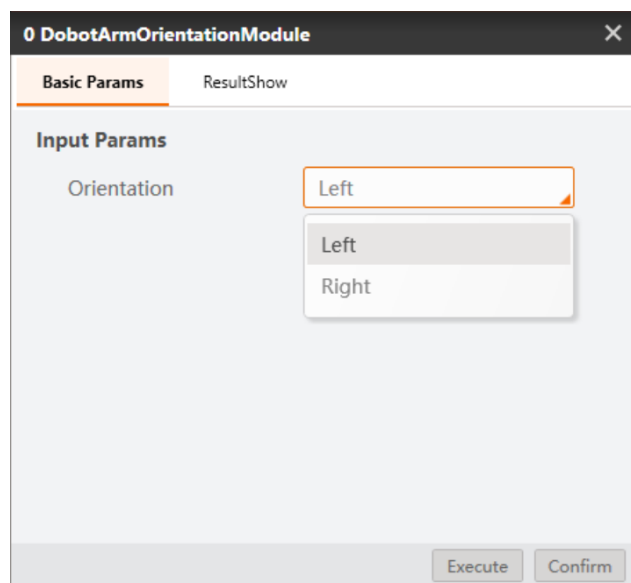 0 DobotArmOrientationModule
Basic Params ResultShow
Input Params
Orientation Left
Left
Right
Execute Confirm